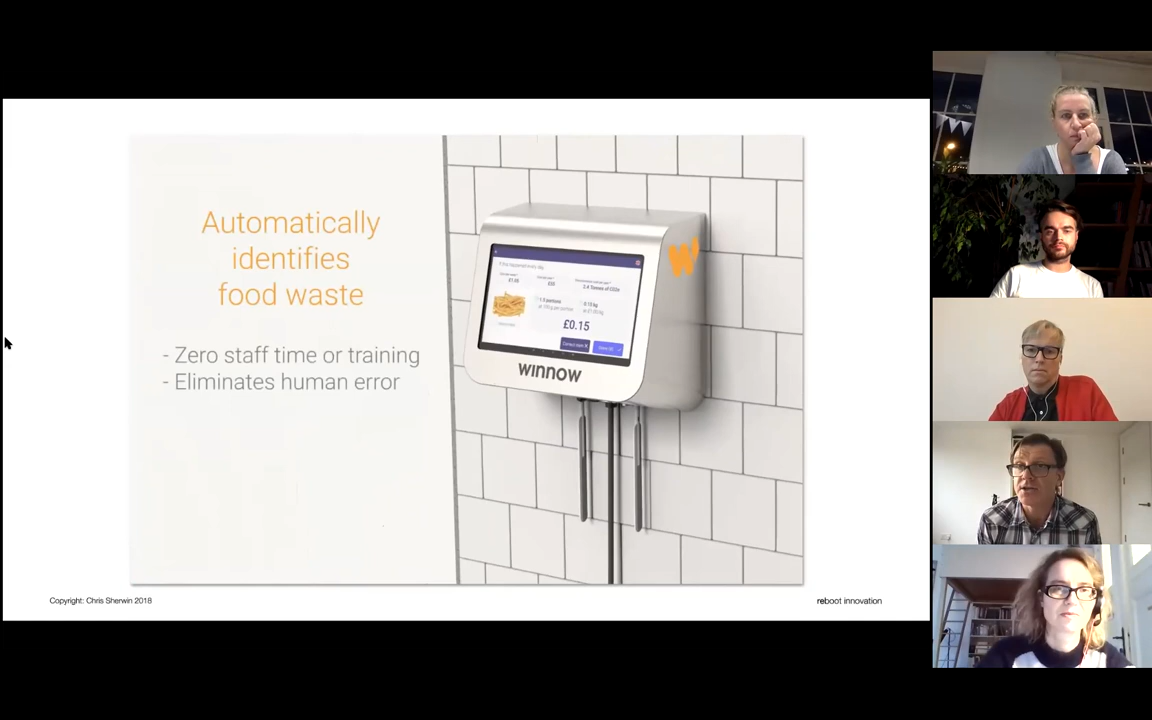 Automatically
identifies
food waste
- Zero staff time or training
- Eliminates human error
£0.15
winnow
Copyright: Chris Sherwin 2018
reboot innovation